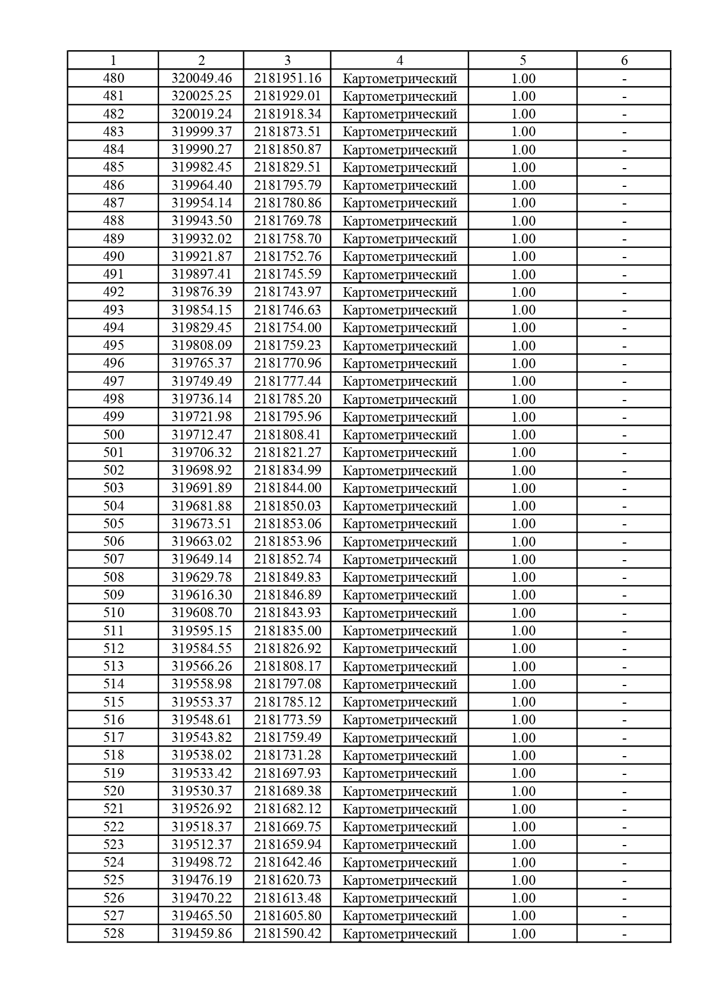 1 2 3 4 5 6
480 320049.46 2181951.16 Картометрический 1.00 -
481 320025.25 2181929.01 Картометрический 1.00 -
482 320019.24 2181918.34 Картометрический 1.00 -
483 319999.37 2181873.51 Картометрический 1.00 -
484 319990.27 2181850.87 Картометрический 1.00 -
485 319982.45 2181829.51 Картометрический 1.00 -
486 319964.40 2181795.79 Картометрический 1.00 -
487 319954.14 2181780.86 Картометрический 1.00 -
488 319943.50 2181769.78 Картометрический 1.00 -
489 319932.02 2181758.70 Картометрический 1.00 -
490 319921.87 2181752.76 Картометрический 1.00 -
491 319897.41 2181745.59 Картометрический 1.00 -
492 319876.39 2181743.97 Картометрический 1.00 -
493 319854.15 2181746.63 Картометрический 1.00 -
494 319829.45 2181754.00 Картометрический 1.00 -
495 319808.09 2181759.23 Картометрический 1.00 -
496 319765.37 2181770.96 Картометрический 1.00 -
497 319749.49 2181777.44 Картометрический 1.00 -
498 319736.14 2181785.20 Картометрический 1.00 -
499 319721.98 2181795.96 Картометрический 1.00 -
500 319712.47 2181808.41 Картометрический 1.00 -
501 319706.32 2181821.27 Картометрический 1.00 -
502 319698.92 2181834.99 Картометрический 1.00 -
503 319691.89 2181844.00 Картометрический 1.00 -
504 319681.88 2181850.03 Картометрический 1.00 -
505 319673.51 2181853.06 Картометрический 1.00 -
506 319663.02 2181853.96 Картометрический 1.00 -
507 319649.14 2181852.74 Картометрический 1.00 -
508 319629.78 2181849.83 Картометрический 1.00 -
509 319616.30 2181846.89 Картометрический 1.00 -
510 319608.70 2181843.93 Картометрический 1.00 -
511 319595.15 2181835.00 Картометрический 1.00 -
512 319584.55 2181826.92 Картометрический 1.00 -
513 319566.26 2181808.17 Картометрический 1.00 -
514 319558.98 2181797.08 Картометрический 1.00 -
515 319553.37 2181785.12 Картометрический 1.00 -
516 319548.61 2181773.59 Картометрический 1.00 -
517 319543.82 2181759.49 Картометрический 1.00 -
518 319538.02 2181731.28 Картометрический 1.00 -
519 319533.42 2181697.93 Картометрический 1.00 -
520 319530.37 2181689.38 Картометрический 1.00 -
521 319526.92 2181682.12 Картометрический 1.00 -
522 319518.37 2181669.75 Картометрический 1.00 -
523 319512.37 2181659.94 Картометрический 1.00 -
524 319498.72 2181642.46 Картометрический 1.00 -
525 319476.19 2181620.73 Картометрический 1.00 -
526 319470.22 2181613.48 Картометрический 1.00 -
527 319465.50 2181605.80 Картометрический 1.00 -
528 319459.86 2181590.42 Картометрический 1.00 -